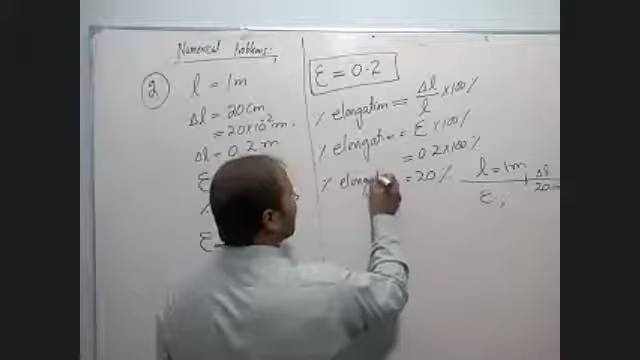 Numerical Problems:
2
l = 1m
Δl = 20cm
= 20×10⁻² m.
Δl = 0.2 m
ε
%
ε
ε = 0.2
% elongation = Δl/l × 100%
% elongation = ε × 100%
= 0.2 × 100%
% elongation = 20%
l = 1m, Δl
ε, 20